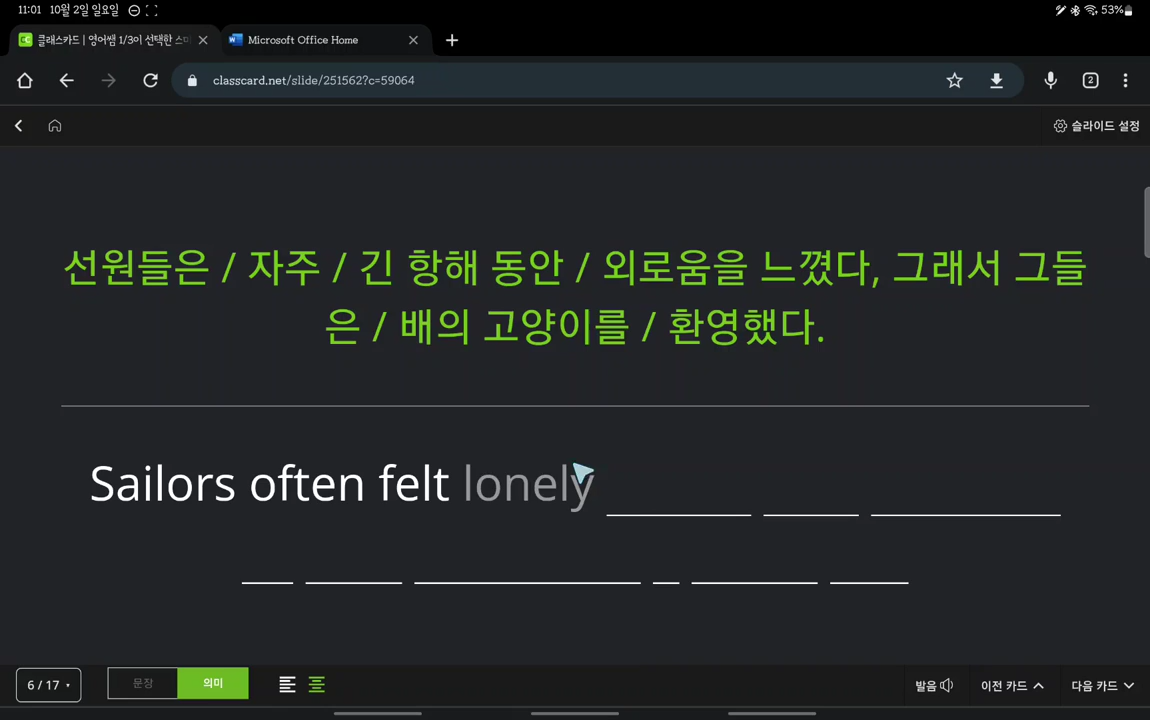 11:01 10월 2일 일요일
53%
클래스카드 | 영어쌤 1/3이 선택한 스마
Microsoft Office Home
classcard.net/slide/251562?c=59064
2
슬라이드 설정
선원들은 / 자주 / 긴 항해 동안 / 외로움을 느꼈다, 그래서 그들
은 / 배의 고양이를 / 환영했다.
Sailors often felt lonely
6 / 17
문장
의미
발음
이전 카드
다음 카드